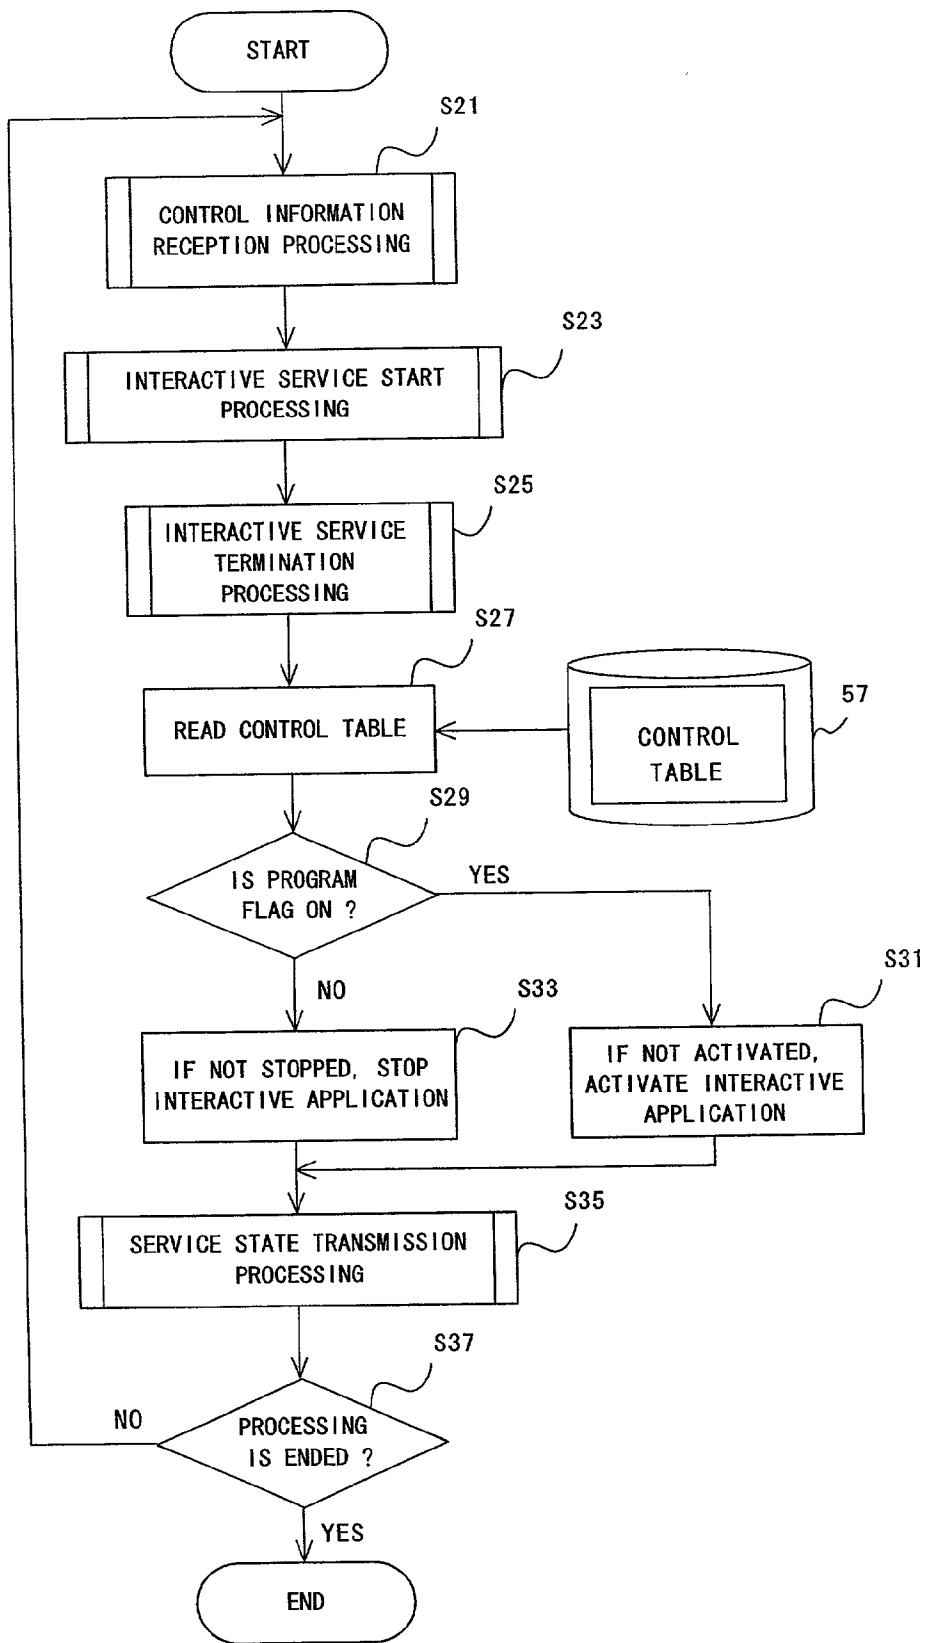 START
S21
CONTROL INFORMATION
RECEPTION PROCESSING
S23
INTERACTIVE SERVICE START
PROCESSING
S25
INTERACTIVE SERVICE
TERMINATION
PROCESSING
S27
READ CONTROL TABLE
57
CONTROL
TABLE
S29
IS PROGRAM
FLAG ON ?
YES
NO
S33
IF NOT STOPPED, STOP
INTERACTIVE APPLICATION
S31
IF NOT ACTIVATED,
ACTIVATE INTERACTIVE
APPLICATION
S35
SERVICE STATE TRANSMISSION
PROCESSING
S37
PROCESSING
IS ENDED ?
NO
YES
END